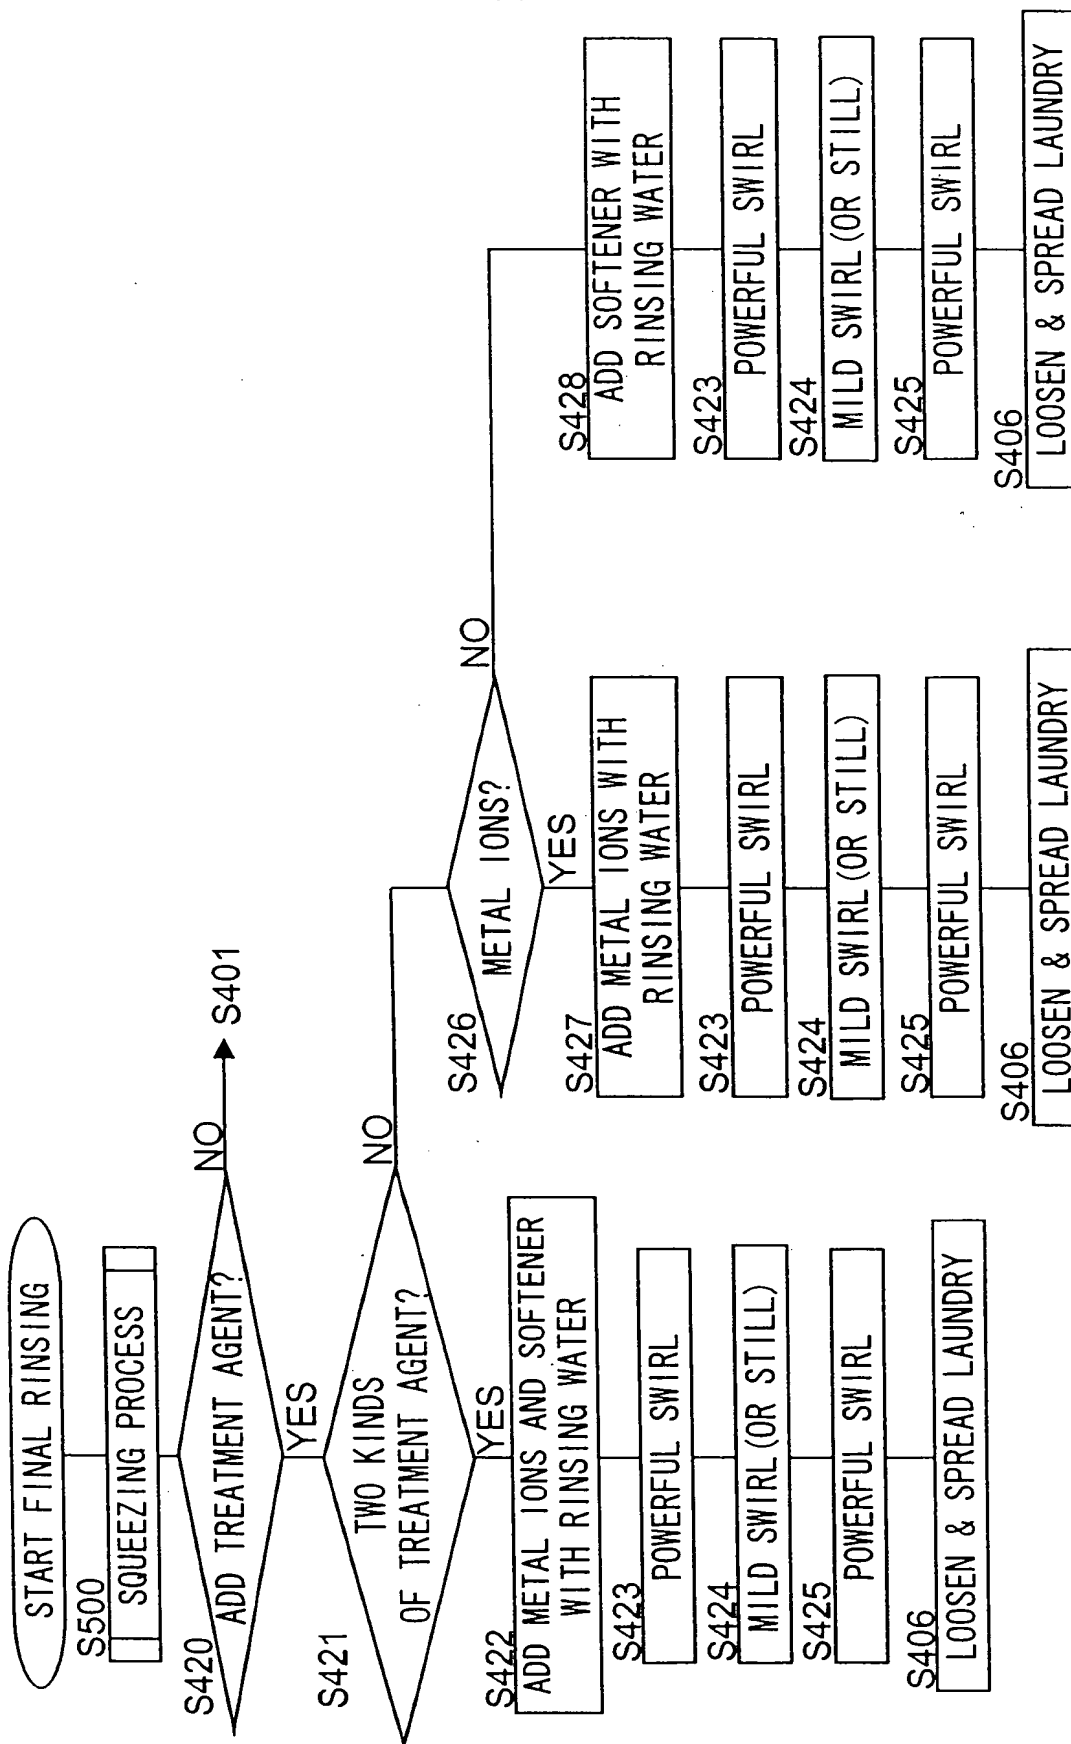 START FINAL RINSING
S500
SQUEEZING PROCESS
S420
ADD TREATMENT AGENT?
NO
S401
YES
S421
TWO KINDS
OF TREATMENT AGENT?
NO
YES
S422
ADD METAL IONS AND SOFTENER
WITH RINSING WATER
S423
POWERFUL SWIRL
S424
MILD SWIRL (OR STILL)
S425
POWERFUL SWIRL
S406
LOOSEN & SPREAD LAUNDRY
S426
METAL IONS?
NO
YES
S427
ADD METAL IONS WITH
RINSING WATER
S423
POWERFUL SWIRL
S424
MILD SWIRL (OR STILL)
S425
POWERFUL SWIRL
S406
LOOSEN & SPREAD LAUNDRY
S428
ADD SOFTENER WITH
RINSING WATER
S423
POWERFUL SWIRL
S424
MILD SWIRL (OR STILL)
S425
POWERFUL SWIRL
S406
LOOSEN & SPREAD LAUNDRY